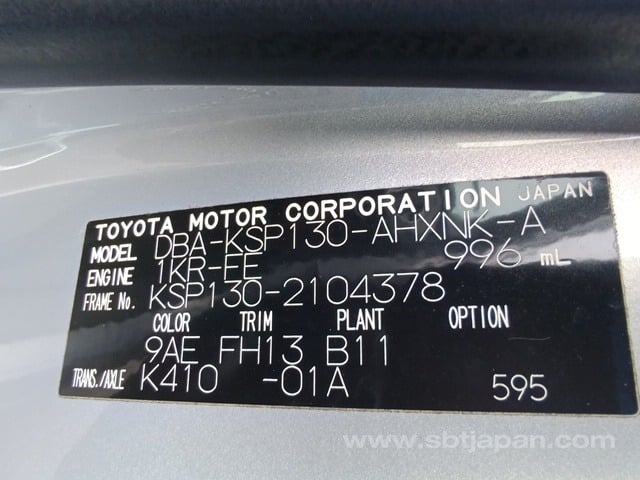 TOYOTA MOTOR CORPORATION JAPAN
MODEL DBA-KSP130-AHXNK-A
ENGINE 1KR-FE 996 mL
FRAME No. KSP130-2104378
COLOR TRIM PLANT OPTION
9AE FH13 B11
TRANS./AXLE K410 -01A 595
www.sbtjapan.com